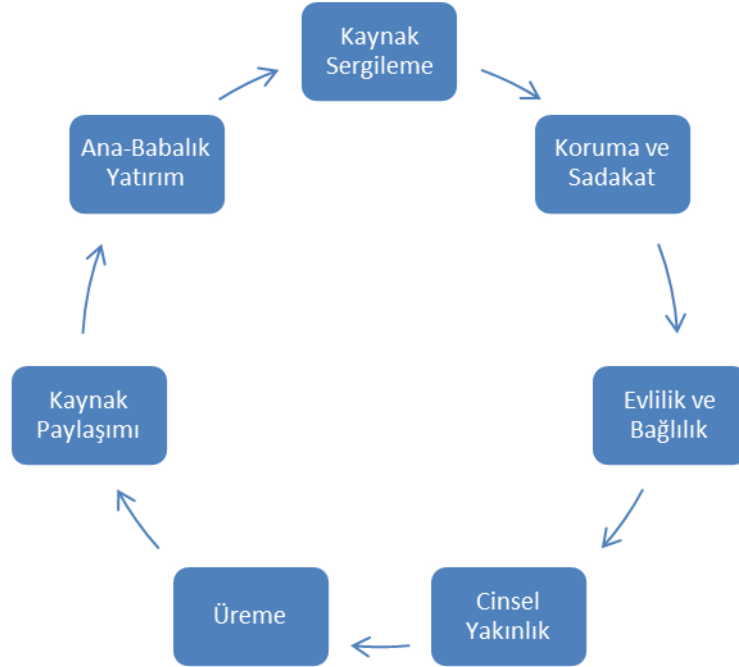 Kaynak
Sergileme
Koruma ve
Sadakat
Evlilik ve
Bağlılık
Cinsel
Yakınlık
Üreme
Kaynak
Paylaşımı
Ana-Babalık
Yatırım